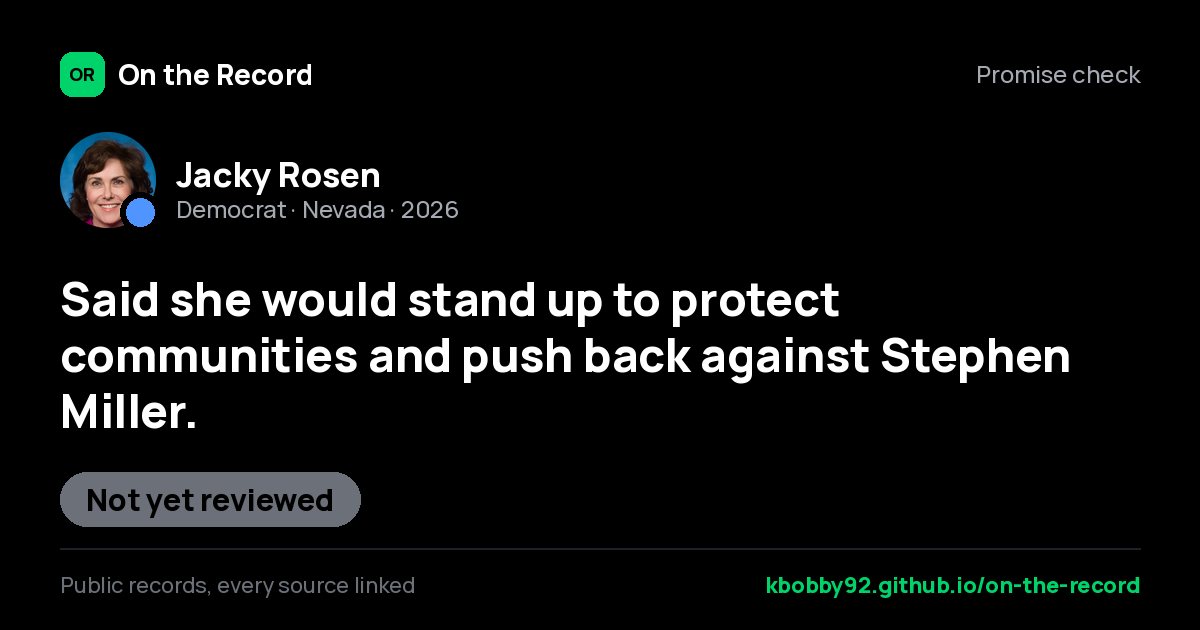 OR On the Record
Promise check
Jacky Rosen
Democrat · Nevada · 2026
Said she would stand up to protect
communities and push back against Stephen
Miller.
Not yet reviewed
Public records, every source linked
kbobby92.github.io/on-the-record